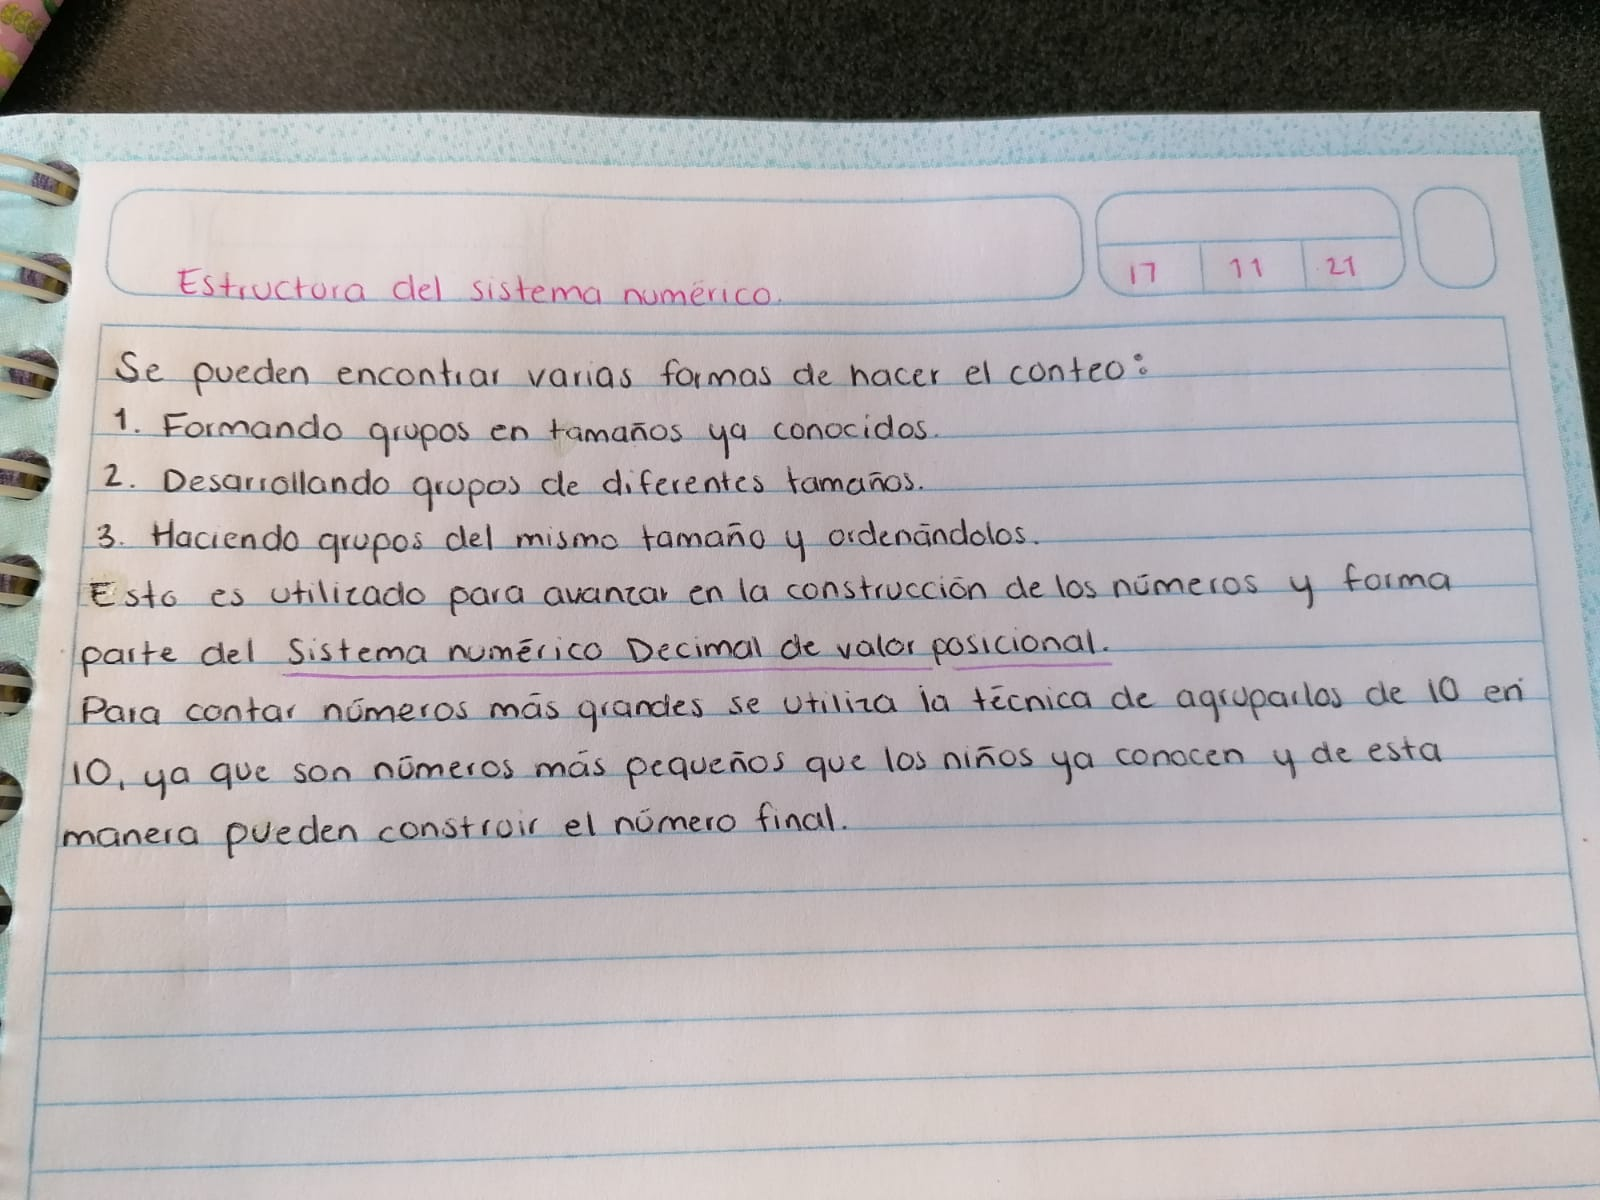 Estructura del sistema numérico.
17 11 21
Se pueden encontrar varias formas de hacer el conteo:
1. Formando grupos en tamaños ya conocidos.
2. Desarrollando grupos de diferentes tamaños.
3. Haciendo grupos del mismo tamaño y ordenándolos.
Esto es utilizado para avanzar en la construcción de los números y forma
parte del Sistema numérico Decimal de valor posicional.
Para contar números más grandes se utiliza la técnica de agruparlos de 10 en
10, ya que son números más pequeños que los niños ya conocen y de esta
manera pueden construir el número final.